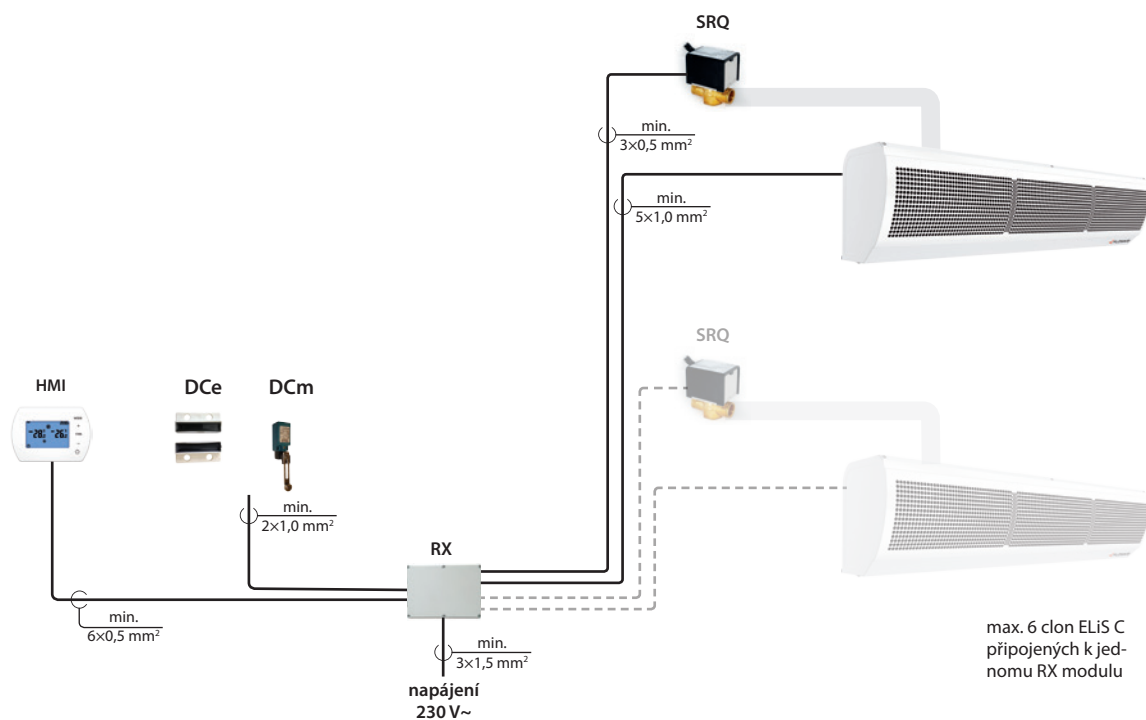 SRQ
min.
3×0,5 mm²
min.
5×1,0 mm²
SRQ
HMI
DCe
DCm
min.
2×1,0 mm²
RX
min.
6×0,5 mm²
min.
3×1,5 mm²
napájení
230 V~
max. 6 clon ELiS C
připojených k jed-
nomu RX modulu